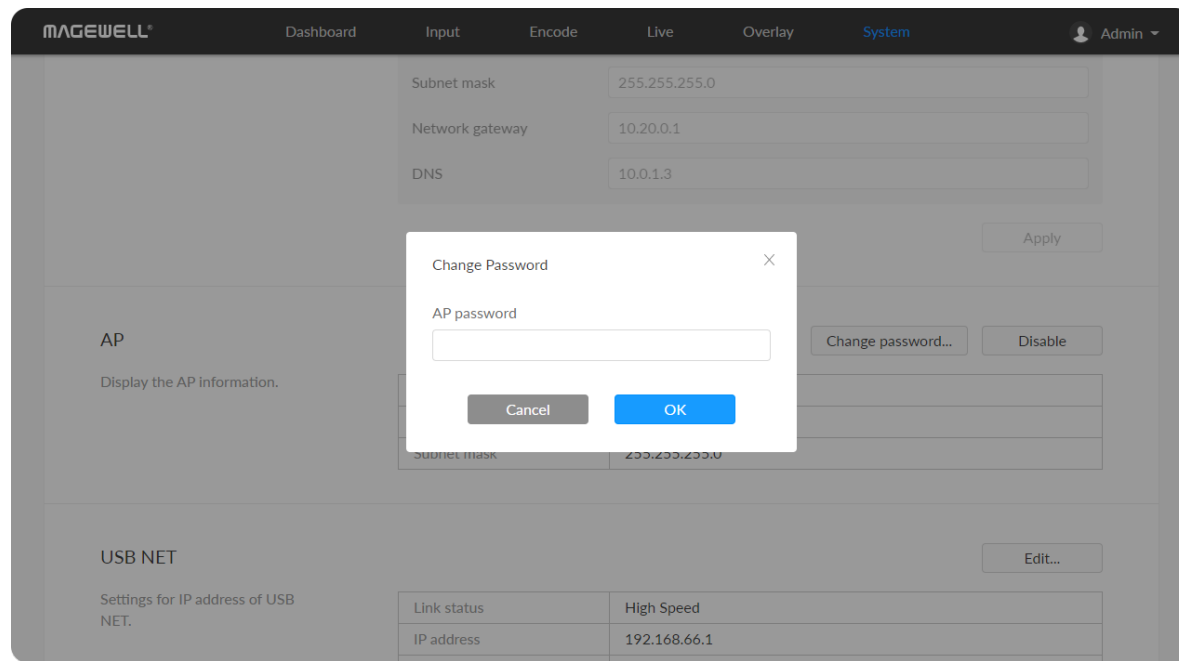 MAGEWELL®
Dashboard Input Encode Live Overlay System Admin
Subnet mask 255.255.255.0
Network gateway 10.20.0.1
DNS 10.0.1.3
Apply
Change Password
AP password
Cancel OK
AP Change password... Disable
Display the AP information.
Subnet mask 255.255.255.0
USB NET Edit...
Settings for IP address of USB
NET.
Link status High Speed
IP address 192.168.66.1